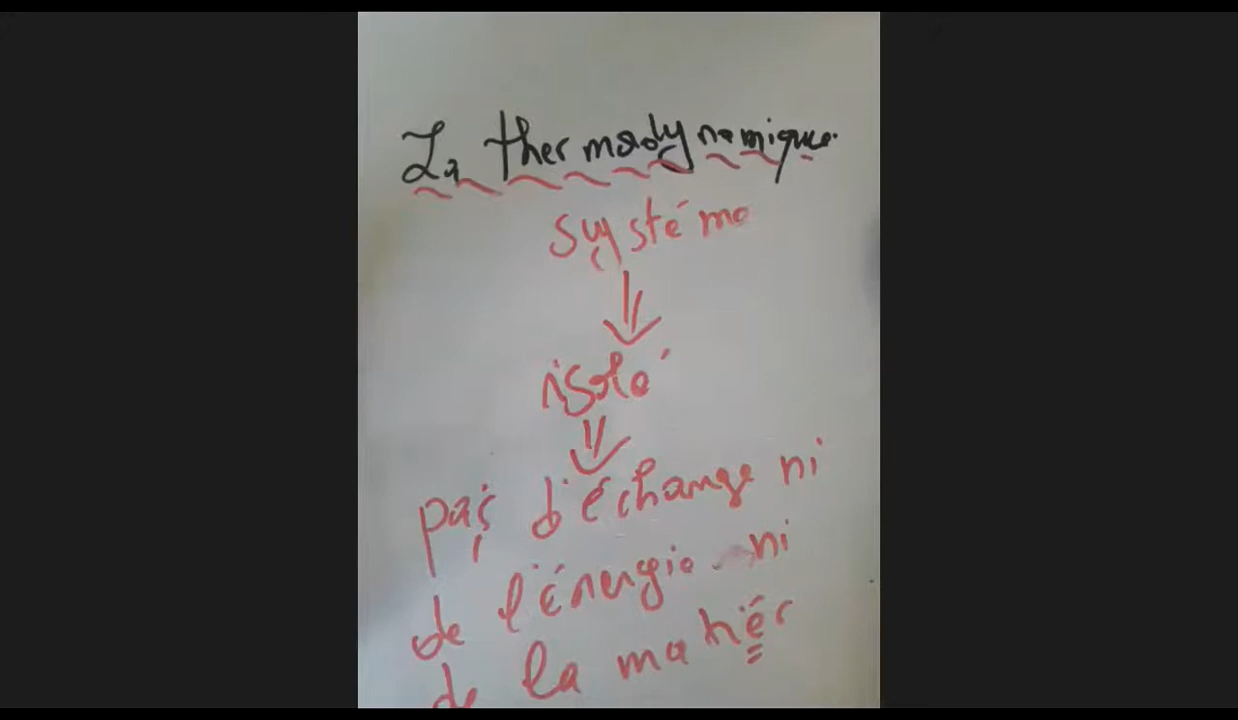 La thermodynamique
systéme
isolé
pas d'échange ni
de l'énergie ni
de la matiér